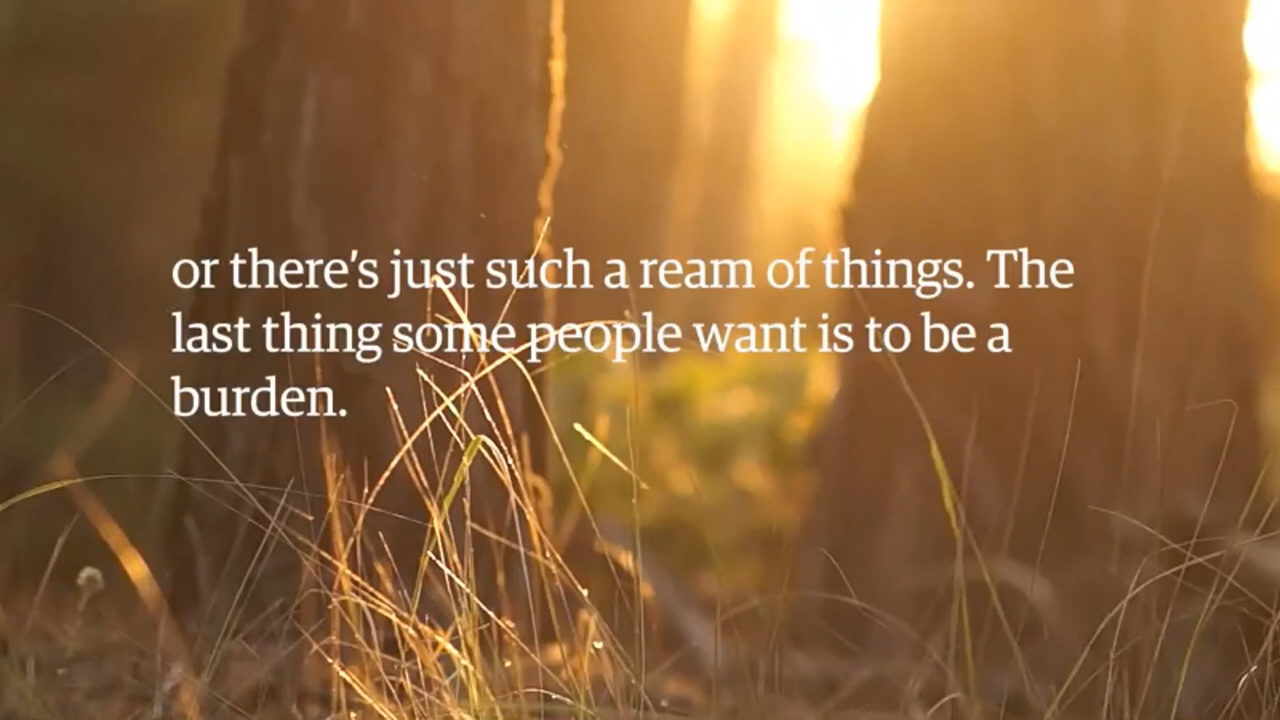 or there's just such a ream of things. The
last thing some people want is to be a
burden.